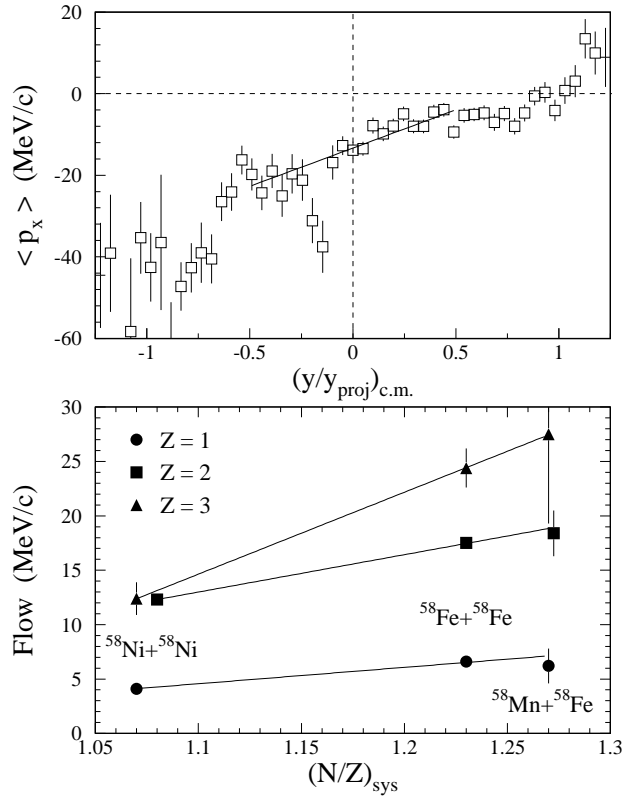 < p_x > (MeV/c)
20
0
-20
-40
-60
-1
-0.5
0
0.5
1
(y/y_proj)_c.m.
Flow (MeV/c)
30
25
20
15
10
5
0
Z = 1
Z = 2
Z = 3
⁵⁸Ni+⁵⁸Ni
⁵⁸Fe+⁵⁸Fe
⁵⁸Mn+⁵⁸Fe
1.05
1.1
1.15
1.2
1.25
1.3
(N/Z)_sys